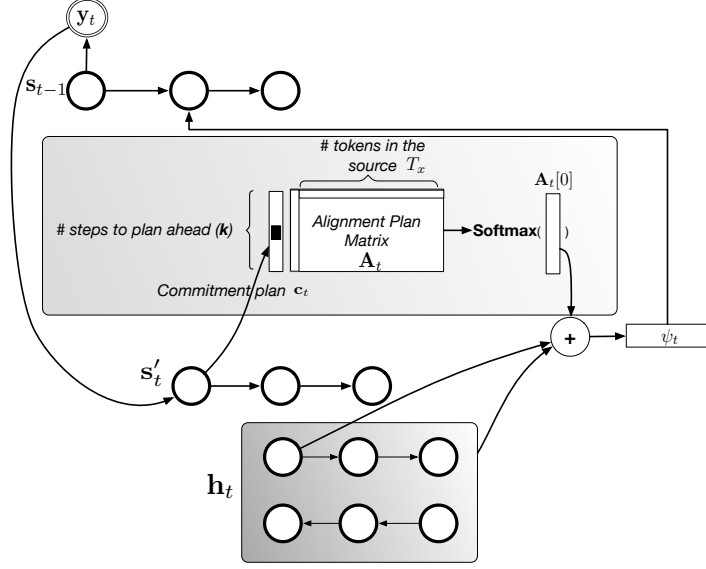 y_t
s_{t−1}
# tokens in the
source T_x
A_t[0]
# steps to plan ahead (k)
Alignment Plan
Matrix
A_t
Softmax( )
Commitment plan c_t
+
ψ_t
s′_t
h_t